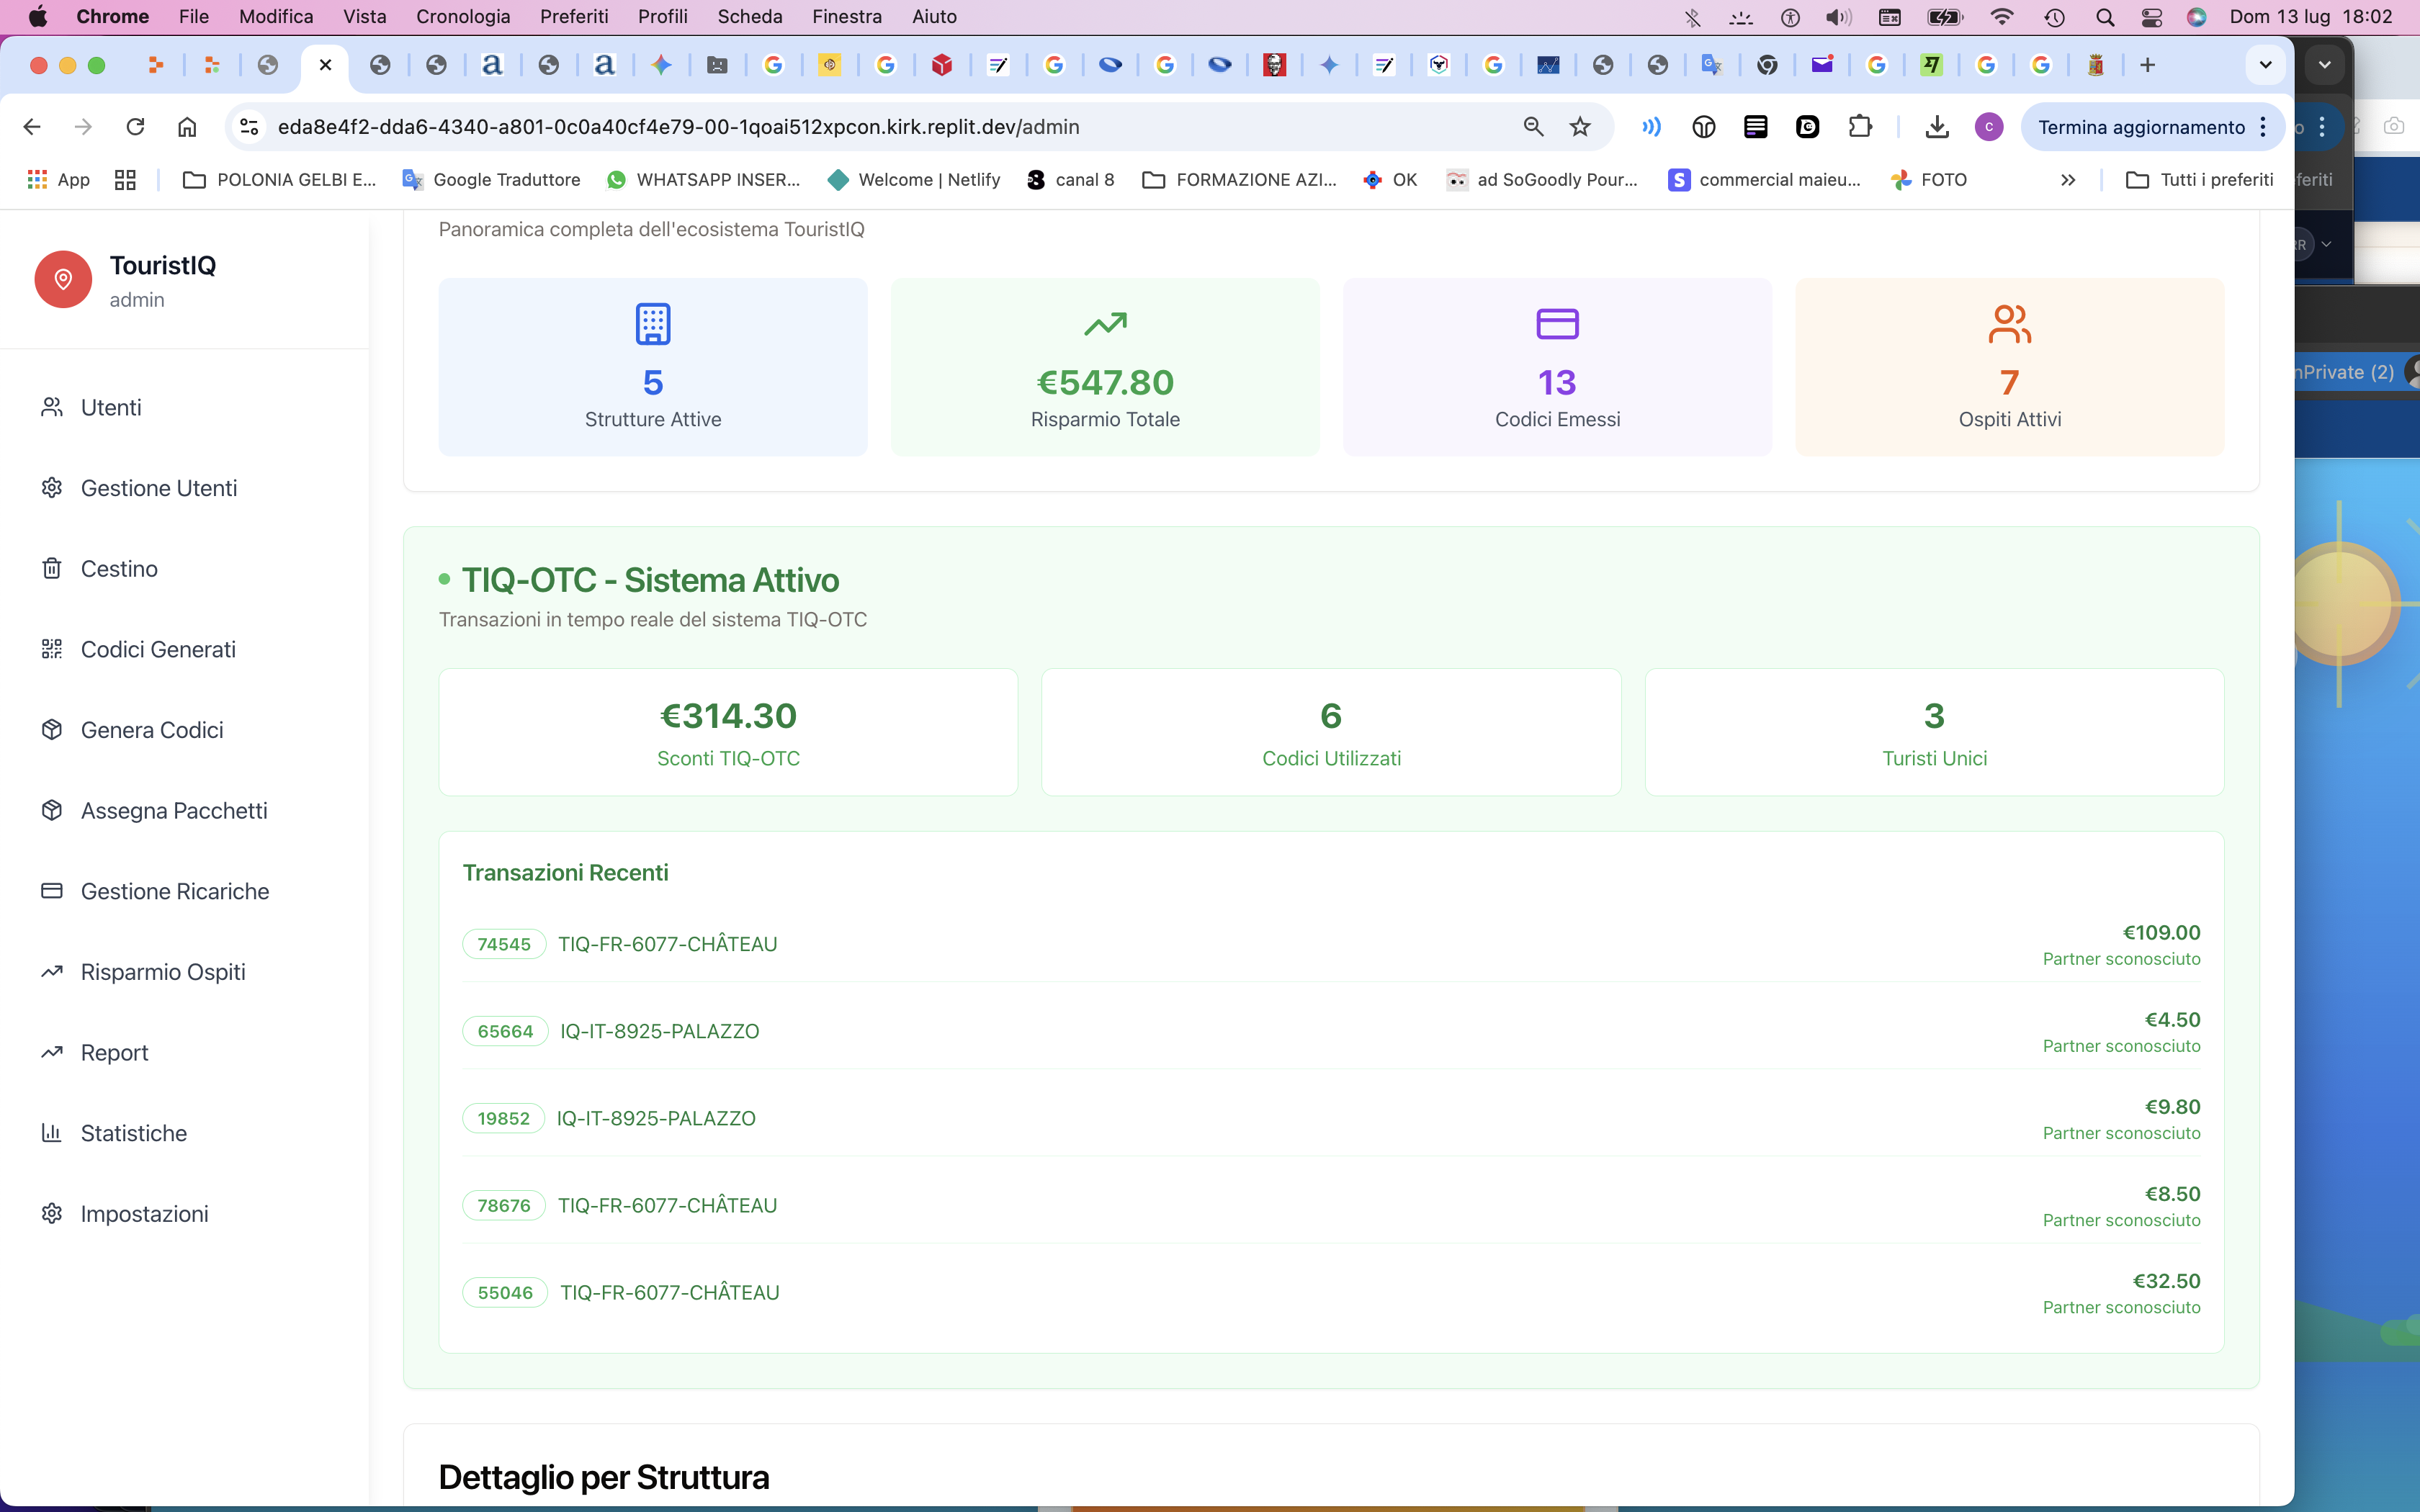 Chrome File Modifica Vista Cronologia Preferiti Profili Scheda Finestra Aiuto Dom 13 lug 18:02
eda8e4f2-dda6-4340-a801-0c0a40cf4e79-00-1qoai512xpcon.kirk.replit.dev/admin
C
Termina aggiornamento
App POLONIA GELBI E... Google Traduttore WHATSAPP INSER... Welcome | Netlify canal 8 FORMAZIONE AZI... OK ad SoGoodly Pour... commercial maieu... FOTO Tutti i preferiti
TouristIQ
admin
Utenti
Gestione Utenti
Cestino
Codici Generati
Genera Codici
Assegna Pacchetti
Gestione Ricariche
Risparmio Ospiti
Report
Statistiche
Impostazioni
Panoramica completa dell'ecosistema TouristIQ
5
Strutture Attive
€547.80
Risparmio Totale
13
Codici Emessi
7
Ospiti Attivi
TIQ-OTC - Sistema Attivo
Transazioni in tempo reale del sistema TIQ-OTC
€314.30
Sconti TIQ-OTC
6
Codici Utilizzati
3
Turisti Unici
Transazioni Recenti
74545 TIQ-FR-6077-CHÂTEAU
€109.00
Partner sconosciuto
65664 IQ-IT-8925-PALAZZO
€4.50
Partner sconosciuto
19852 IQ-IT-8925-PALAZZO
€9.80
Partner sconosciuto
78676 TIQ-FR-6077-CHÂTEAU
€8.50
Partner sconosciuto
55046 TIQ-FR-6077-CHÂTEAU
€32.50
Partner sconosciuto
Dettaglio per Struttura
nPrivate (2)